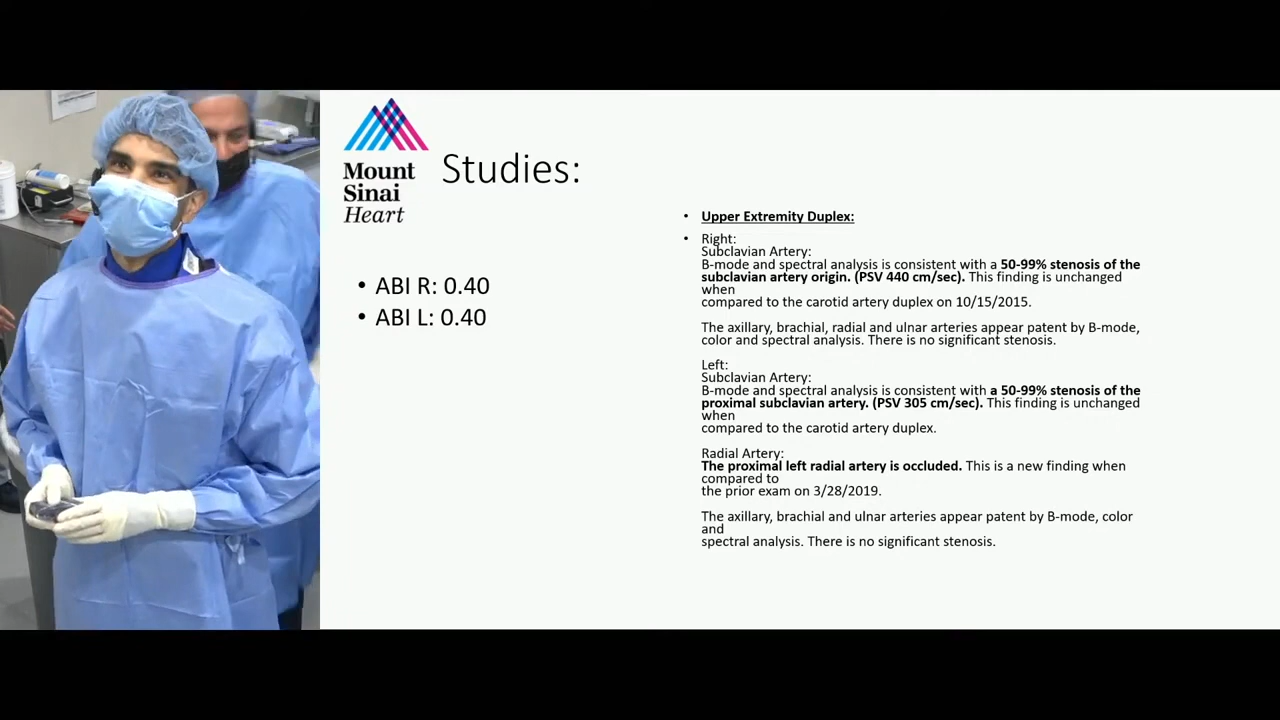 Mount
Sinai
Heart
Studies:
• ABI R: 0.40
• ABI L: 0.40
• Upper Extremity Duplex:
• Right:
Subclavian Artery:
B-mode and spectral analysis is consistent with a 50-99% stenosis of the
subclavian artery origin. (PSV 440 cm/sec). This finding is unchanged
when
compared to the carotid artery duplex on 10/15/2015.
The axillary, brachial, radial and ulnar arteries appear patent by B-mode,
color and spectral analysis. There is no significant stenosis.
Left:
Subclavian Artery:
B-mode and spectral analysis is consistent with a 50-99% stenosis of the
proximal subclavian artery. (PSV 305 cm/sec). This finding is unchanged
when
compared to the carotid artery duplex.
Radial Artery:
The proximal left radial artery is occluded. This is a new finding when
compared to
the prior exam on 3/28/2019.
The axillary, brachial and ulnar arteries appear patent by B-mode, color
and
spectral analysis. There is no significant stenosis.